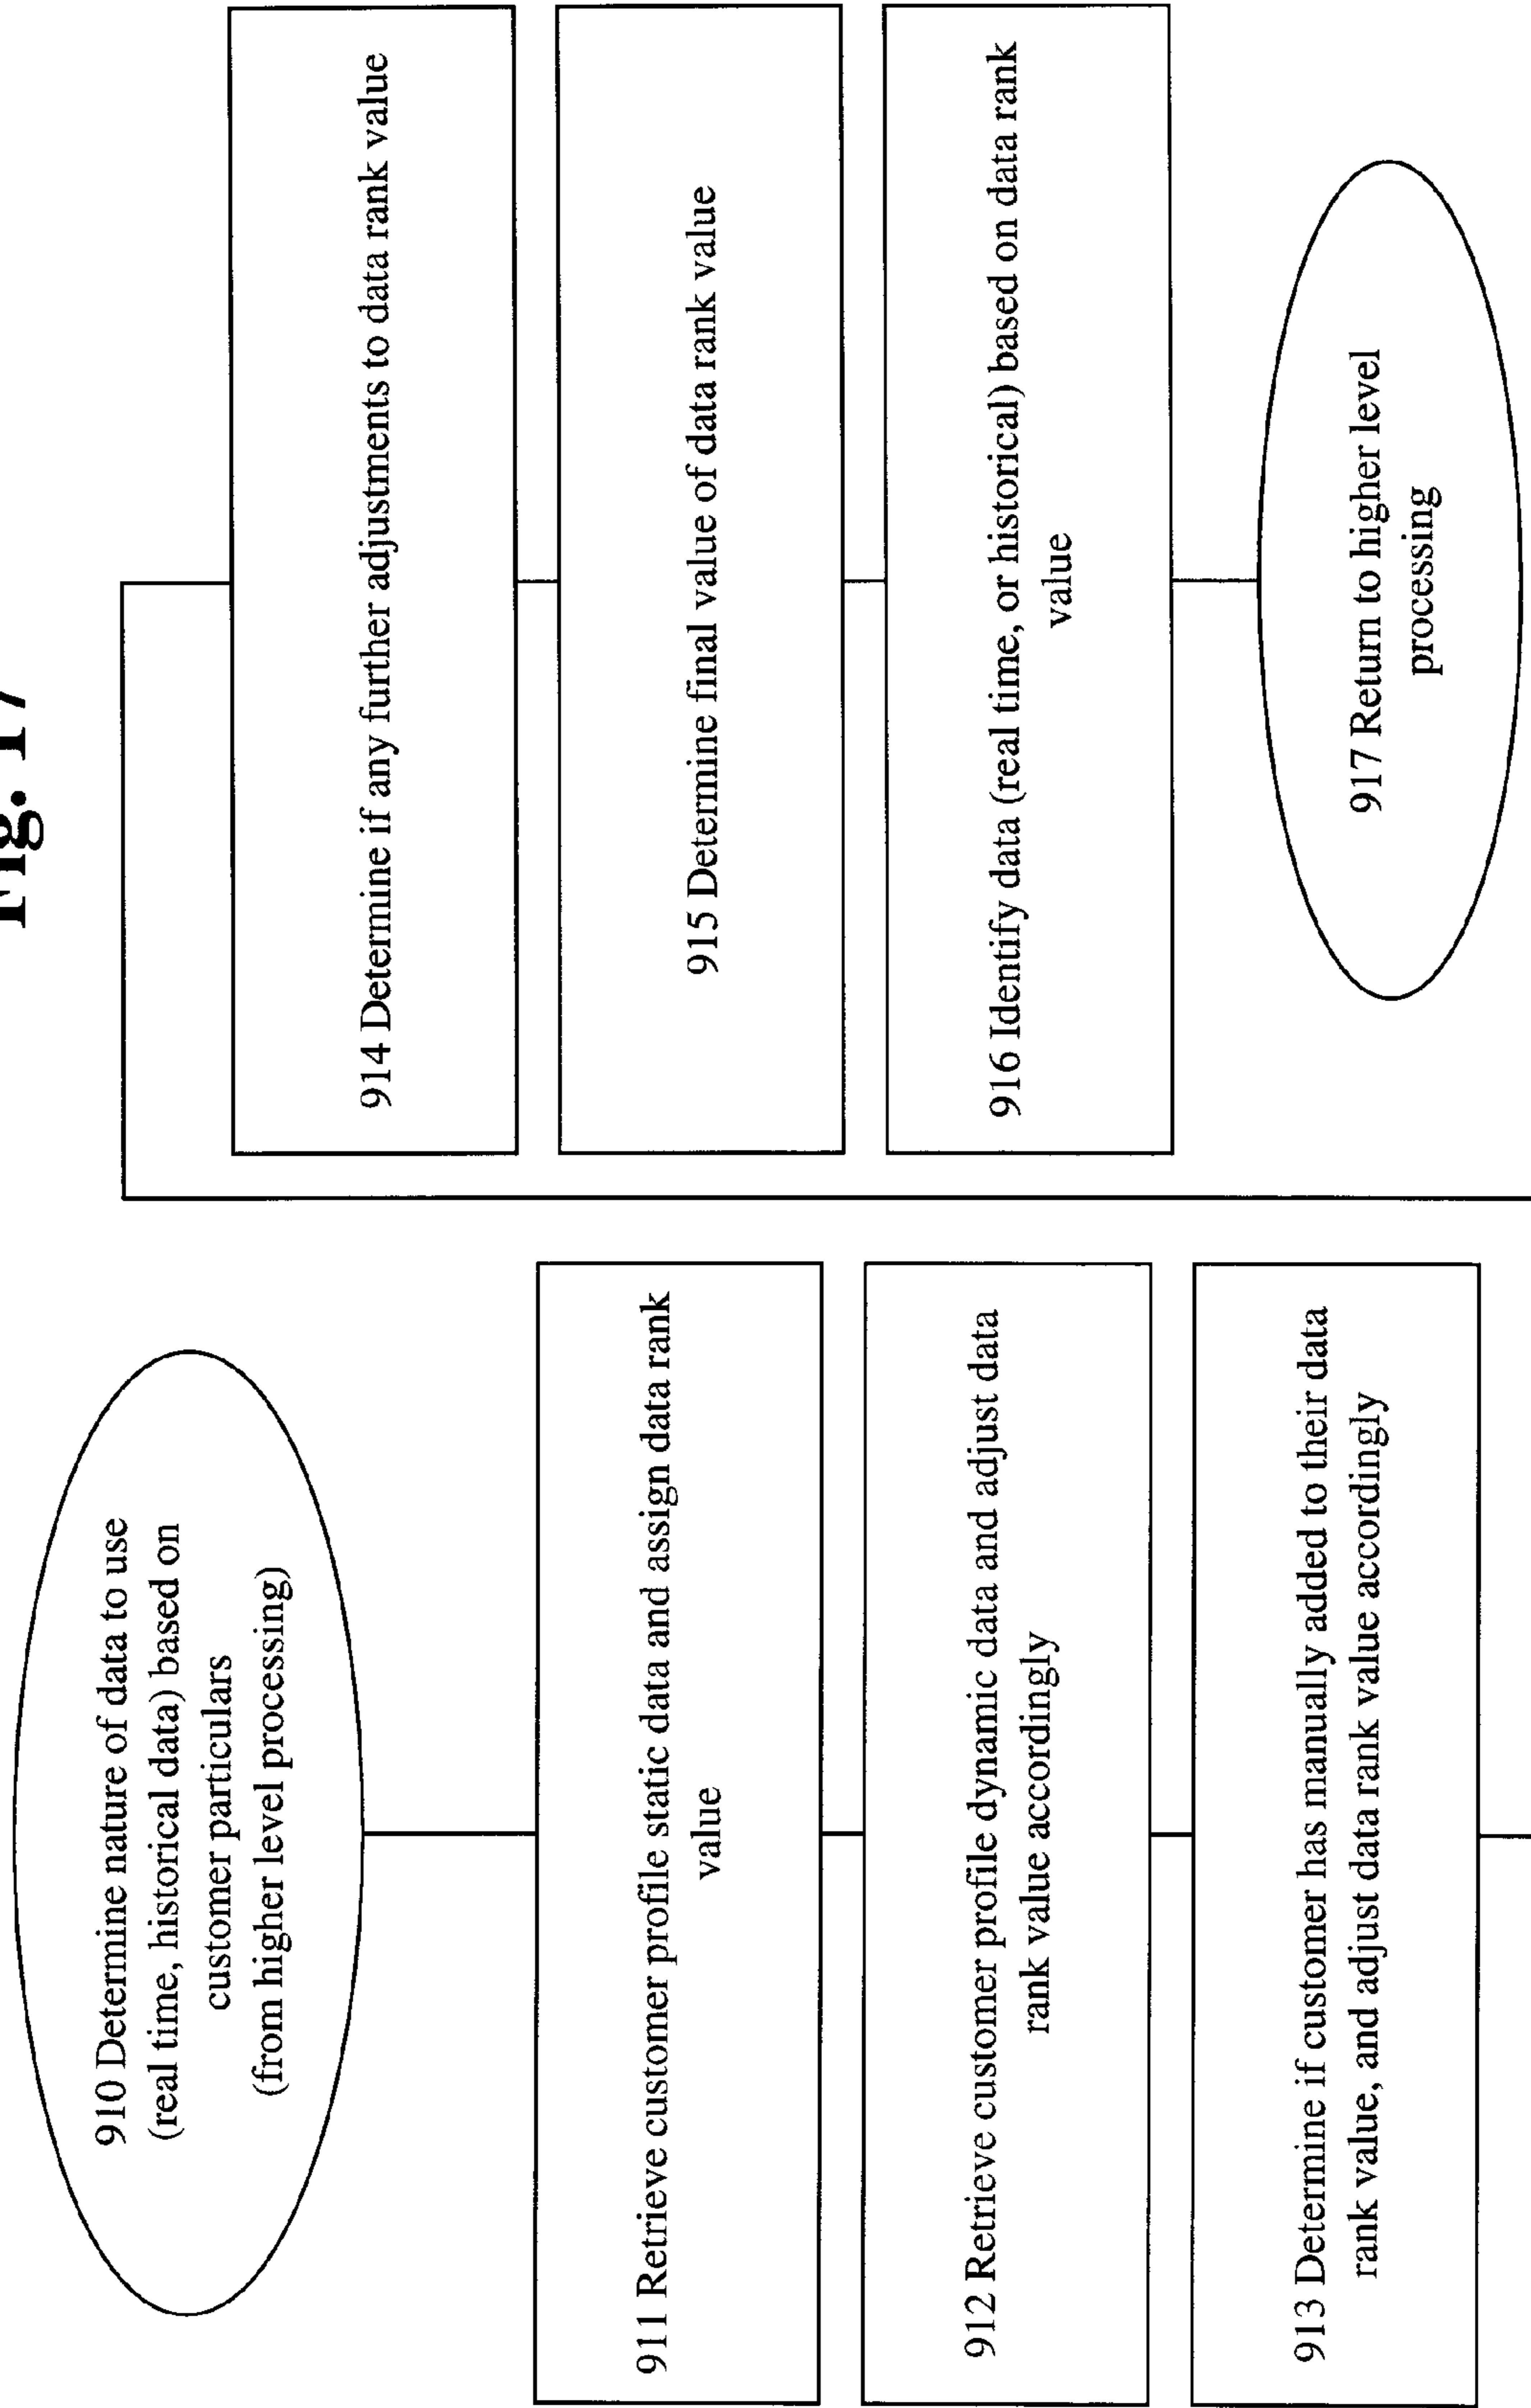 Fig. 17
910 Determine nature of data to use
(real time, historical data) based on
customer particulars
(from higher level processing)
911 Retrieve customer profile static data and assign data rank
value
912 Retrieve customer profile dynamic data and adjust data
rank value accordingly
913 Determine if customer has manually added to their data
rank value, and adjust data rank value accordingly
914 Determine if any further adjustments to data rank value
915 Determine final value of data rank value
916 Identify data (real time, or historical) based on data rank
value
917 Return to higher level
processing